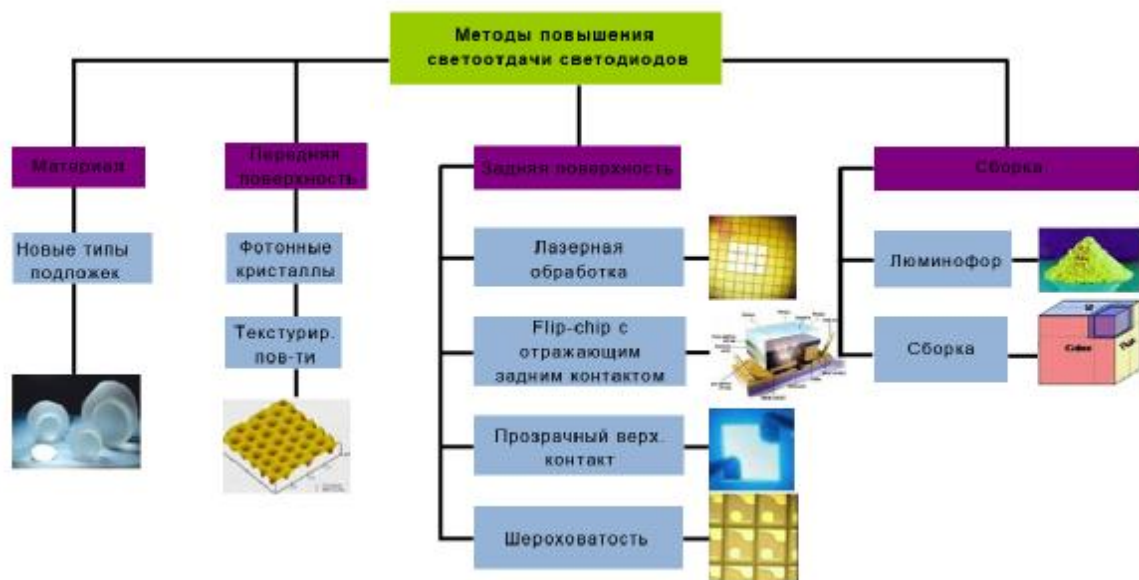 Методы повышения
светоотдачи светодиодов
Материал
Передняя
поверхность
Задняя поверхность
Сборка
Новые типы
подложек
Фотонные
кристаллы
Лазерная
обработка
Люминофор
Текстурир.
пов-ти
Flip-chip с
отражающим
задним контактом
Сборка
Прозрачный верх.
контакт
Шероховатость